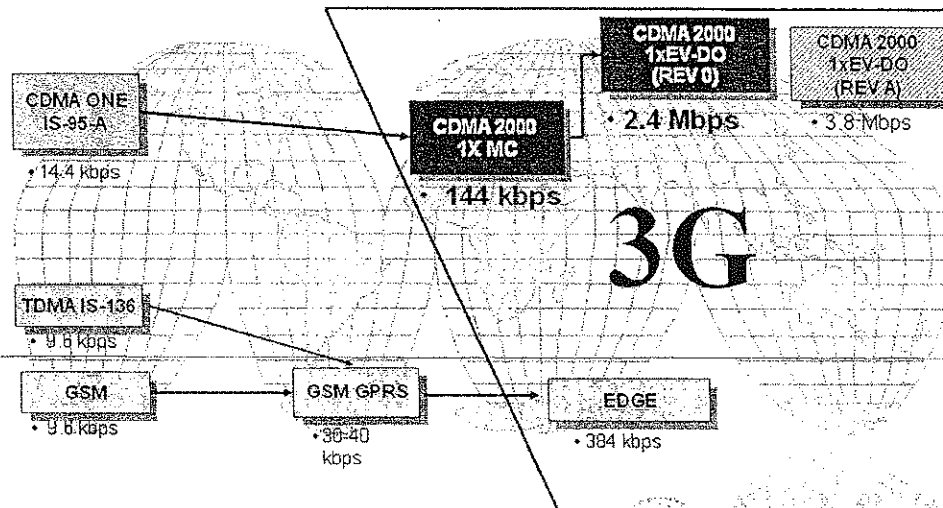 CDMA 2000
1xEV-DO
(REV 0)
• 2.4 Mbps
CDMA 2000
1xEV-DO
(REV A)
• 3.8 Mbps
CDMA ONE
IS-95-A
• 14.4 kbps
CDMA 2000
1X MC
• 144 kbps
3G
TDMA IS-136
• 9.6 kbps
GSM
• 9.6 kbps
GSM GPRS
• 30-40
kbps
EDGE
• 384 kbps